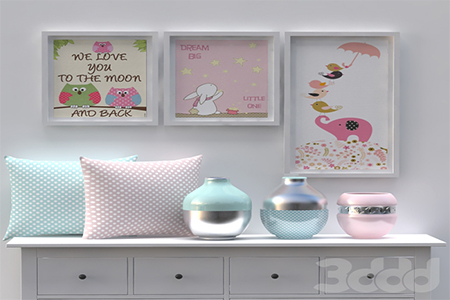 WE LOVE
YOU
TO THE MOON
AND BACK
DREAM
BIG
LITTLE
ONE
3ddd